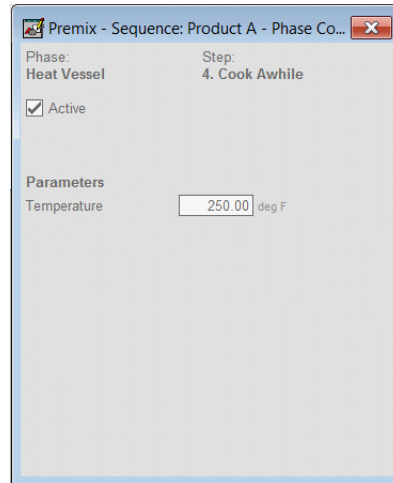 Premix - Sequence: Product A - Phase Co...
Phase: Step:
Heat Vessel 4. Cook Awhile
Active
Parameters
Temperature 250.00 deg F